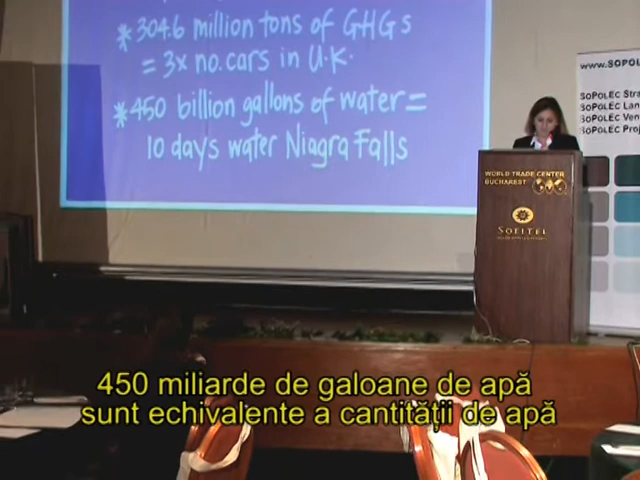 *304.6 million tons of GHGs
= 3x no. cars in U.K.
*450 billion gallons of water =
10 days water Niagra Falls
www.SOPOL
SOPOLEC Stra
SOPOLEC Lan
SOPOLEC Ven
SOPOLEC Proj
WORLD TRADE CENTER
BUCHAREST
SOFITEL
450 miliarde de galoane de apă
sunt echivalente a cantității de apă